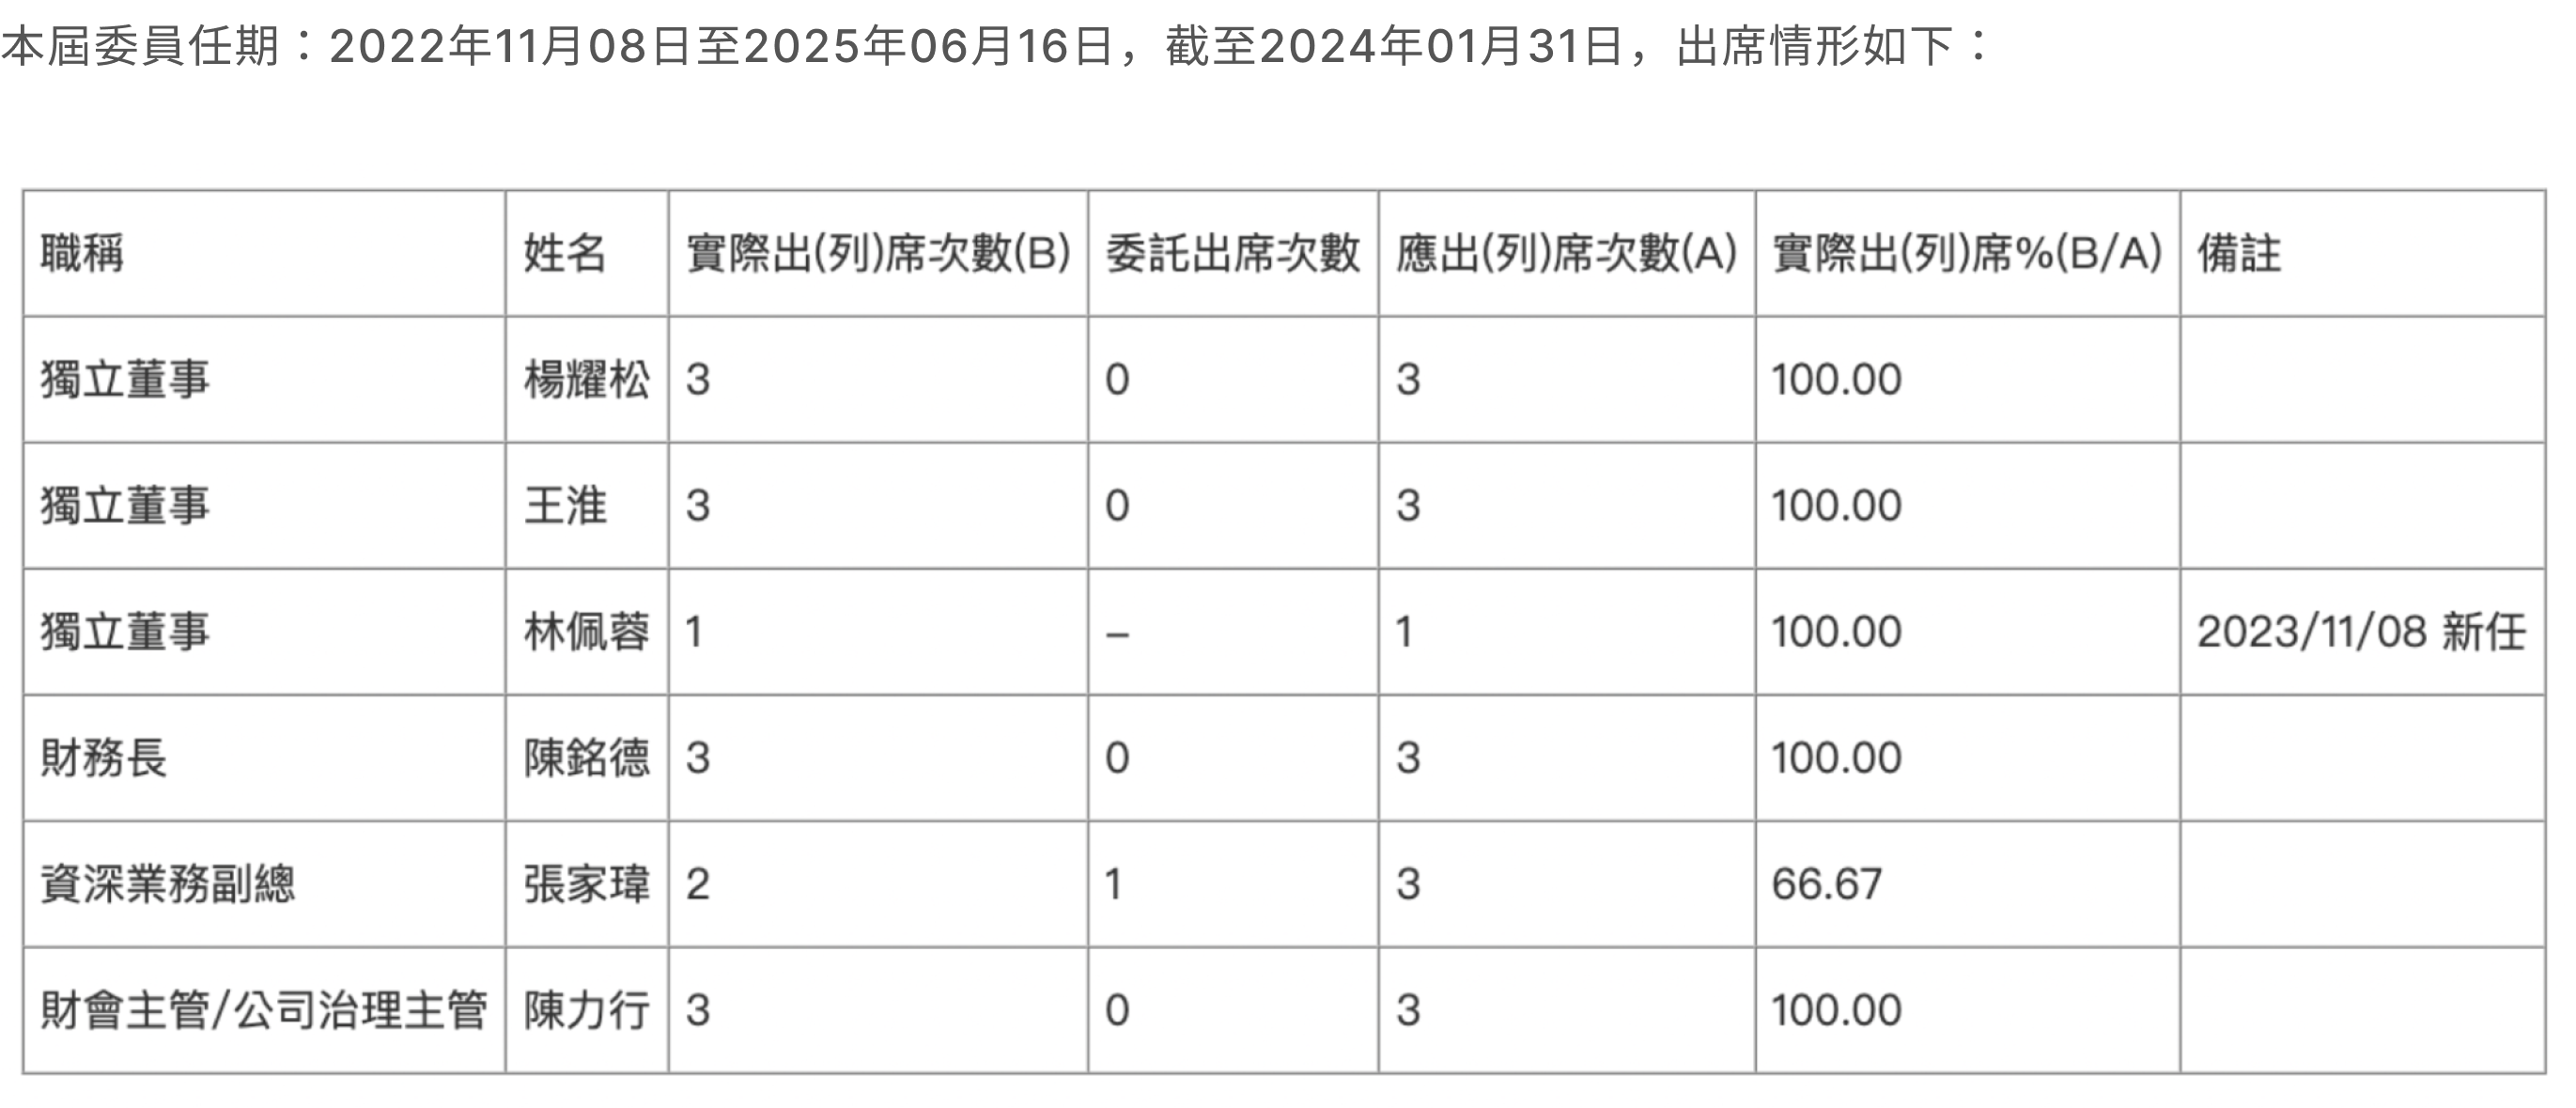 本屆委員任期：2022年11月08日至2025年06月16日，截至2024年01月31日，出席情形如下：
職稱 姓名 實際出(列)席次數(B) 委託出席次數 應出(列)席次數(A) 實際出(列)席%(B/A) 備註
獨立董事 楊耀松 3 0 3 100.00
獨立董事 王淮 3 0 3 100.00
獨立董事 林佩蓉 1 – 1 100.00 2023/11/08 新任
財務長 陳銘德 3 0 3 100.00
資深業務副總 張家瑋 2 1 3 66.67
財會主管/公司治理主管 陳力行 3 0 3 100.00